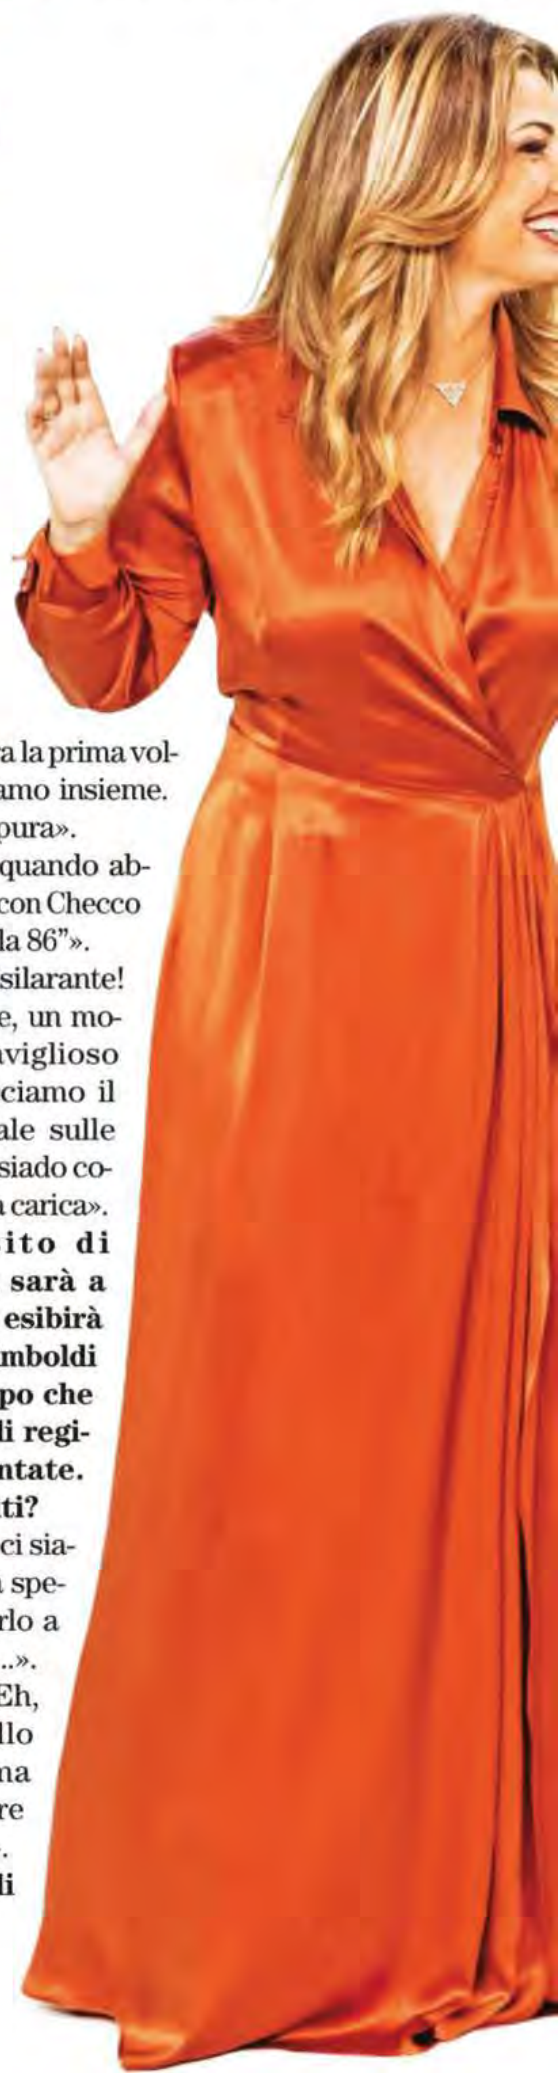 ra la prima vol-
amo insieme.
pura».
quando ab-
con Checco
la 86”».
silarante!
e, un mo-
aviglioso
ciamo il
ale sulle
siado co-
a carica».
ito di
sarà a
esibirà
mboldi
po che
li regi-
ntate.
ti?
ci sia-
a spe-
rlo a
...».
Eh,
llo
na
re
».
li